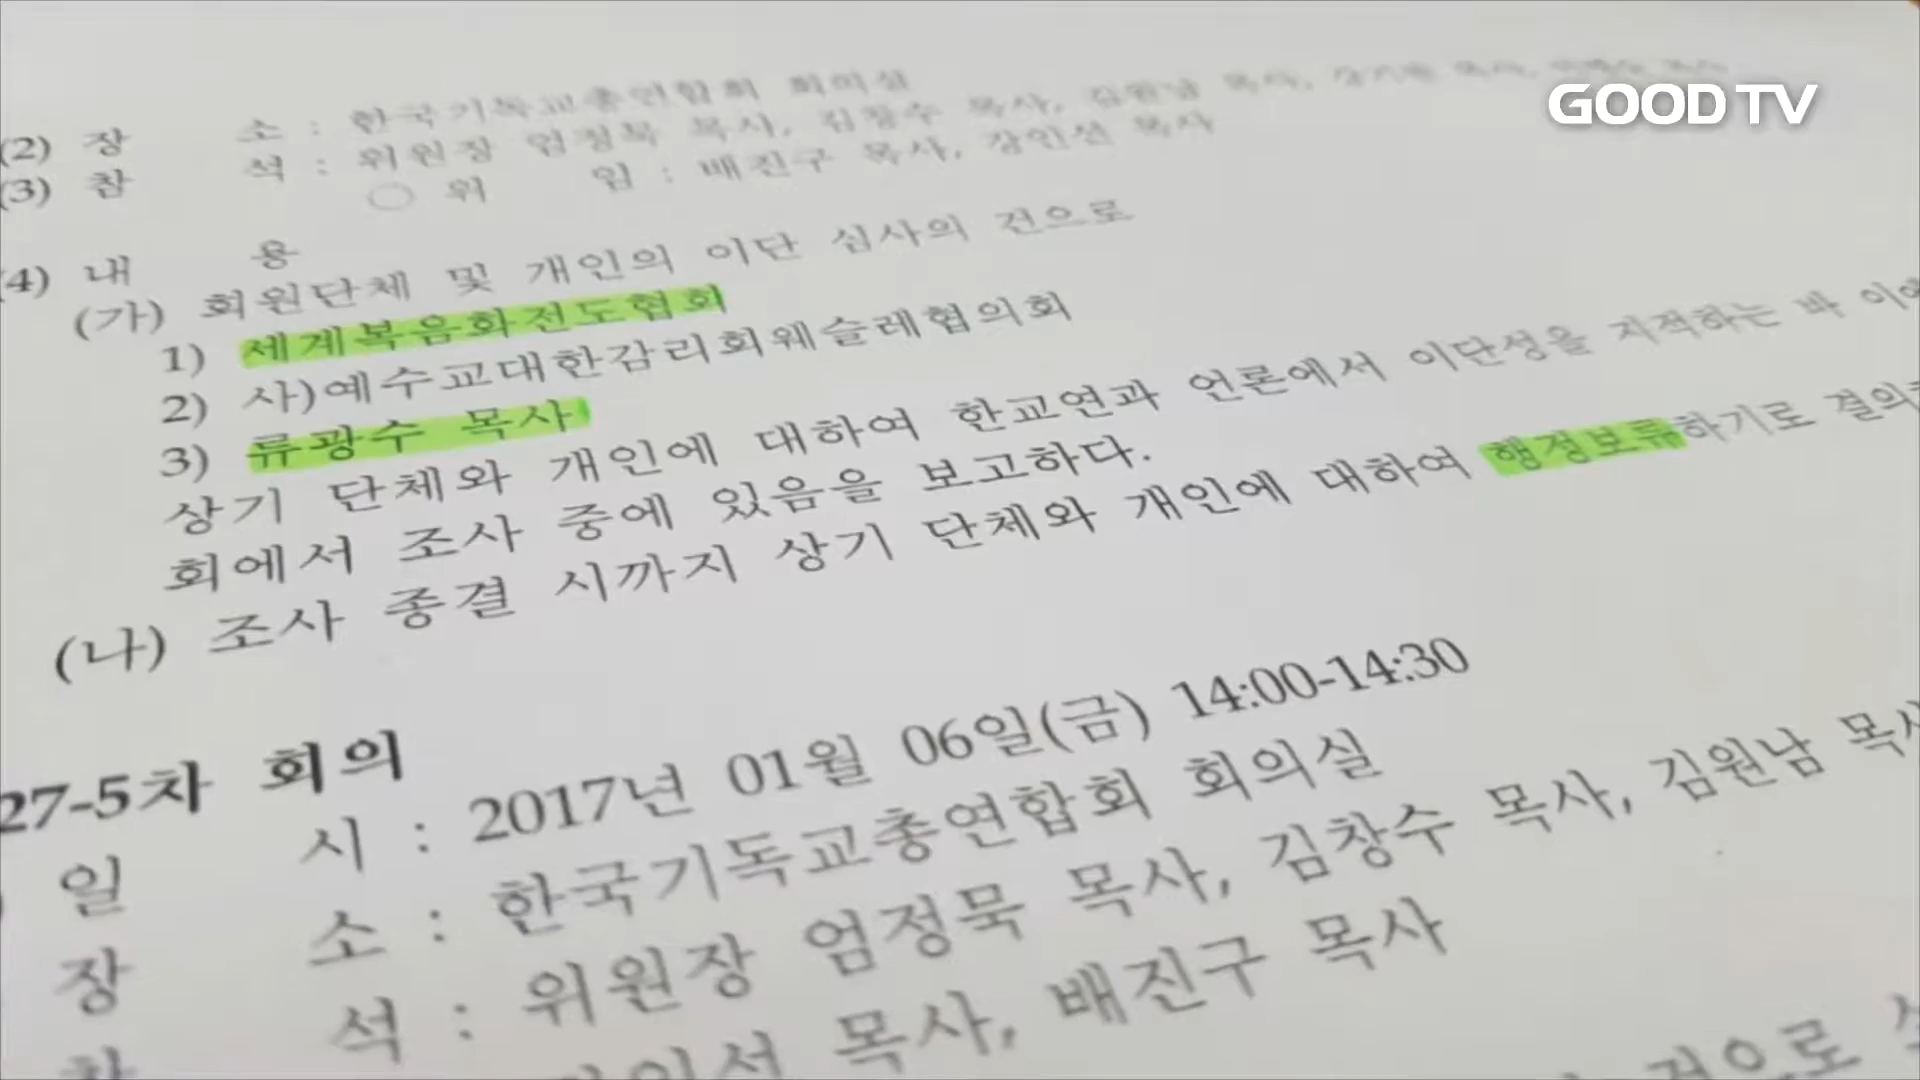 GOOD TV
(2) 장 소 : 한국기독교총연합회 회의실
(3) 참 석 : 위원장 엄정묵 목사, 김창수 목사, 김원남 목사,
○ 위 임 : 배진구 목사, 강인선 목사
(4) 내 용
(가) 회원단체 및 개인의 이단 심사의 건으로
1) 세계복음화전도협회
2) 사)예수교대한감리회웨슬레협의회
3) 류광수 목사
상기 단체와 개인에 대하여 한교연과 언론에서 이단성을 지적하는 바 이에
회에서 조사 중에 있음을 보고하다.
(나) 조사 종결 시까지 상기 단체와 개인에 대하여 행정보류하기로 결의
27-5차 회의
일 시 : 2017년 01월 06일(금) 14:00-14:30
장 소 : 한국기독교총연합회 회의실
참 석 : 위원장 엄정묵 목사, 김창수 목사, 김원남 목사
목사, 배진구 목사
건으로